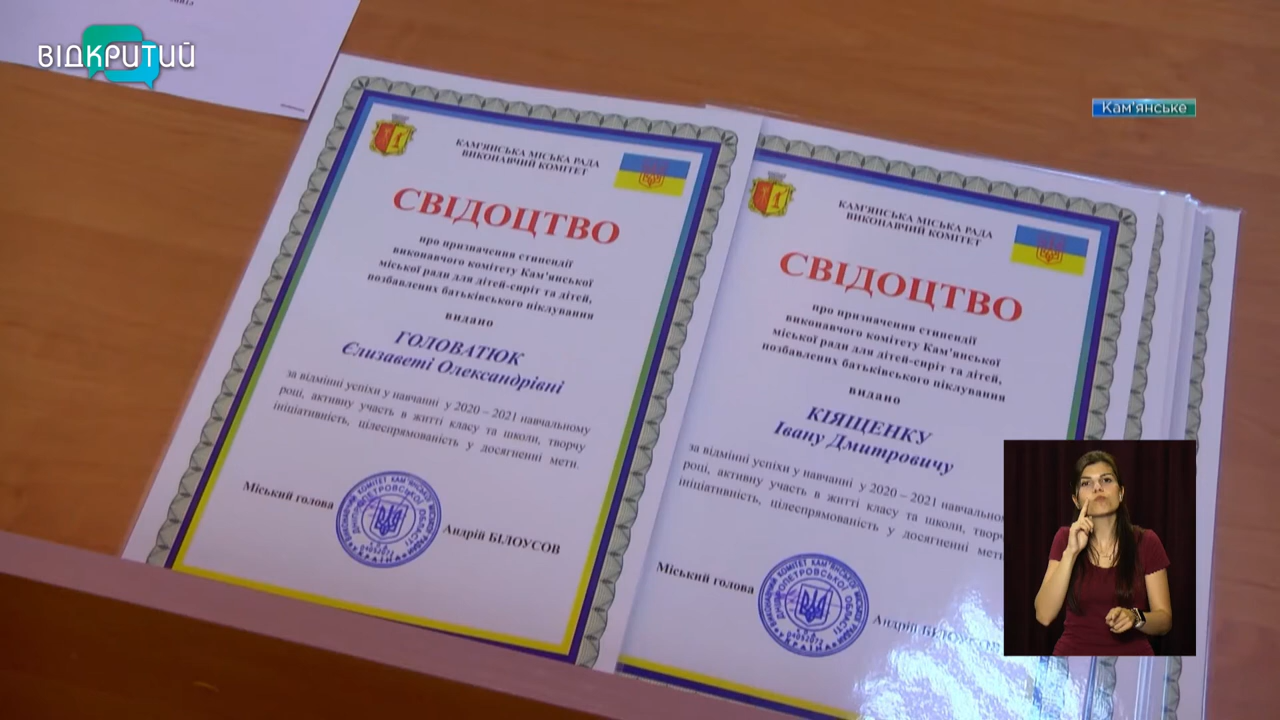 ВІДКРИТИЙ
Кам'янське
КАМ'ЯНСЬКА МІСЬКА РАДА
ВИКОНАВЧИЙ КОМІТЕТ
СВІДОЦТВО
про призначення стипендії
виконавчого комітету Кам'янської
міської ради для дітей-сиріт та дітей,
позбавлених батьківського піклування
видано
ГОЛОВАТЮК
Єлизаветі Олександрівні
за відмінні успіхи у навчанні у 2020 – 2021 навчальному
році, активну участь в житті класу та школи, творчу
ініціативність, цілеспрямованість у досягненні мети.
Міський голова
Андрій БІЛОУСОВ
КАМ'ЯНСЬКА МІСЬКА РАДА
ВИКОНАВЧИЙ КОМІТЕТ
СВІДОЦТВО
про призначення стипендії
виконавчого комітету Кам'янської
міської ради для дітей-сиріт та дітей,
позбавлених батьківського піклування
видано
КІЯЩЕНКУ
Івану Дмитровичу
за відмінні успіхи у навчанні у 2020 – 2021
році, активну участь в житті класу та школи,
ініціативність, цілеспрямованість у досягненні
Міський голова
Андрій БІЛОУСОВ